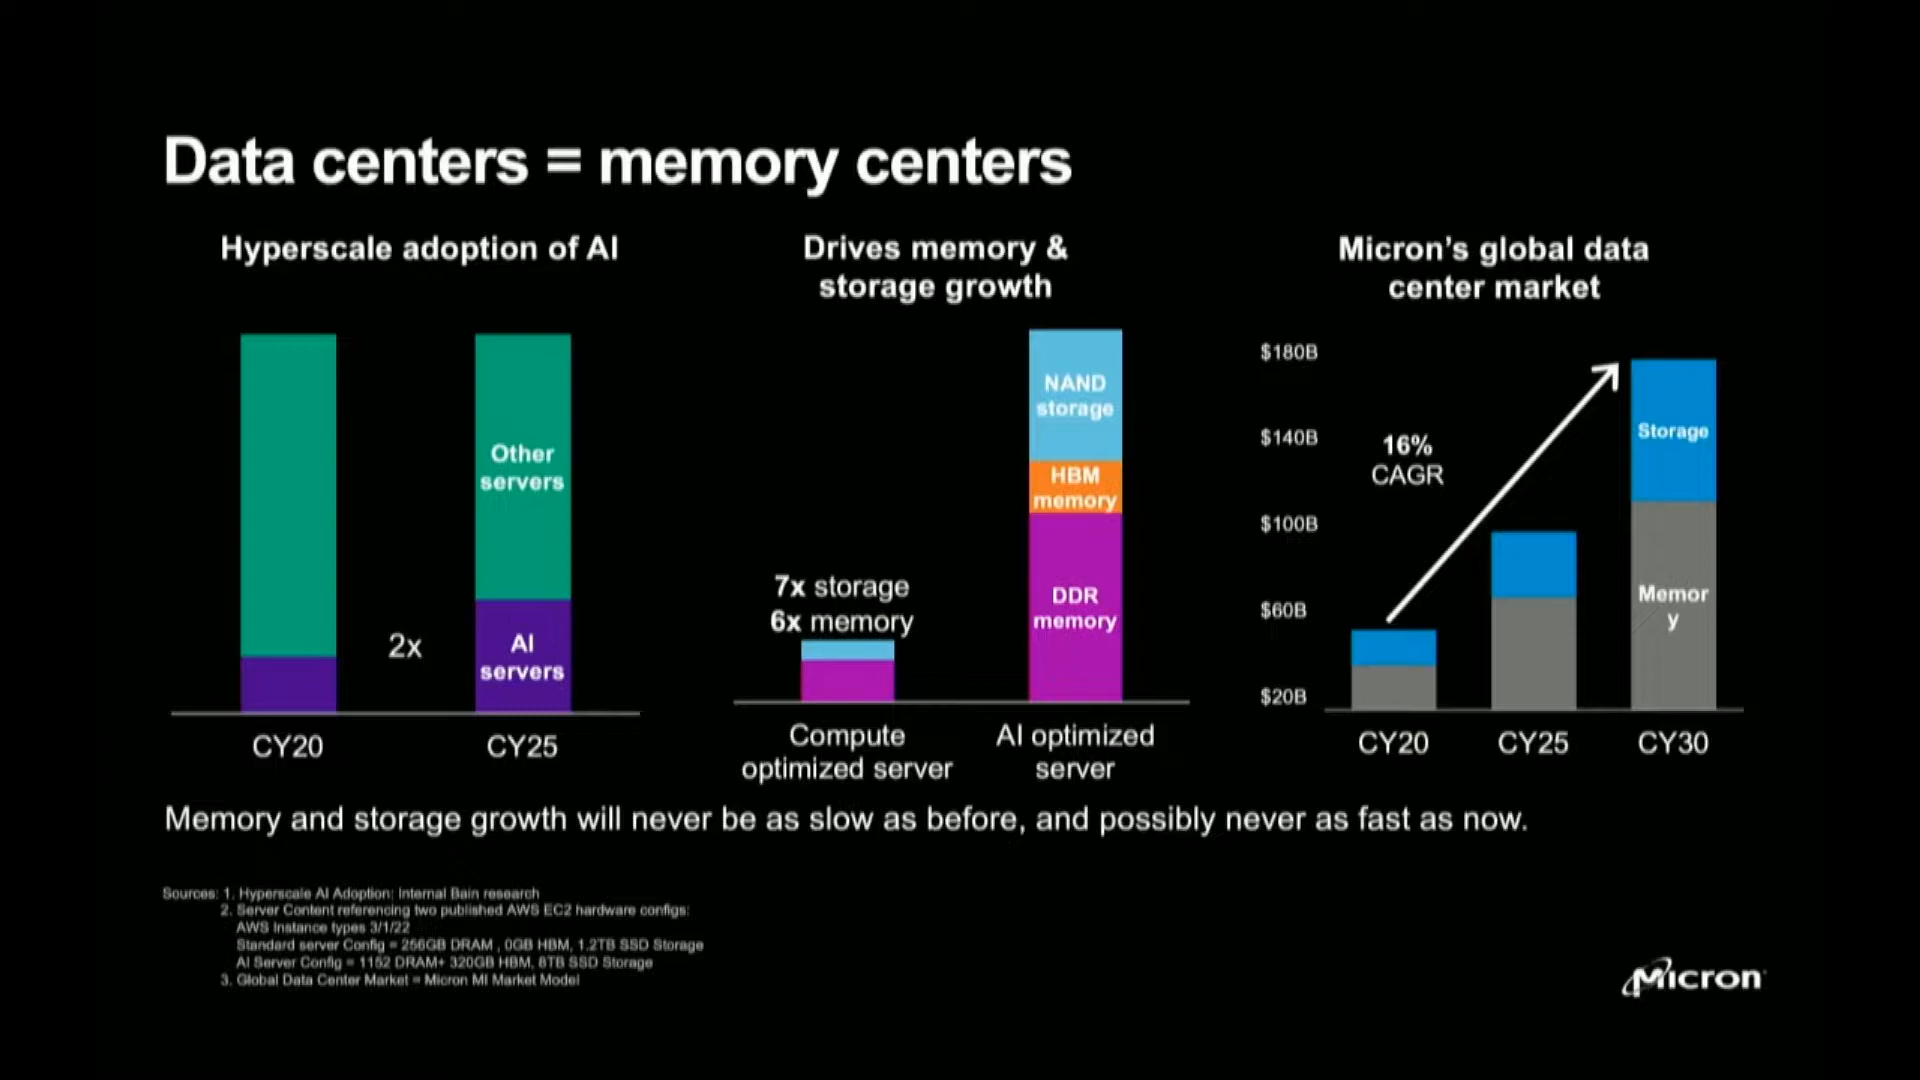 Data centers = memory centers
Hyperscale adoption of AI
Other
servers
2x
AI
servers
CY20
CY25
Drives memory &
storage growth
NAND
storage
HBM
memory
7x storage
6x memory
DDR
memory
Compute
optimized server
AI optimized
server
Micron's global data
center market
$180B
$140B
$100B
$60B
$20B
16%
CAGR
Storage
Memor
y
CY20
CY25
CY30
Memory and storage growth will never be as slow as before, and possibly never as fast as now.
Sources: 1. Hyperscale AI Adoption: Internal Bain research
2. Server Content referencing two published AWS EC2 hardware configs:
AWS Instance types 3/1/22
Standard server Config = 256GB DRAM , 0GB HBM, 1.2TB SSD Storage
AI Server Config = 1152 DRAM+ 320GB HBM, 8TB SSD Storage
3. Global Data Center Market = Micron MI Market Model
Micron